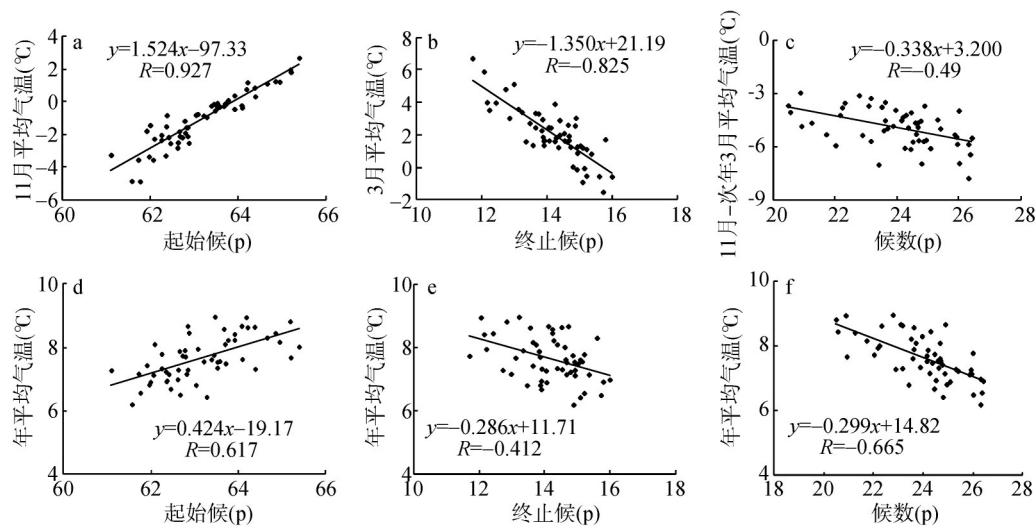 a
y=1.524x−97.33
R=0.927
11月平均气温(℃)
4
2
0
−2
−4
−6
60
62
64
66
起始候(p)
b
y=−1.350x+21.19
R=−0.825
3月平均气温(℃)
8
6
4
2
0
−2
10
12
14
16
18
终止候(p)
c
y=−0.338x+3.200
R=−0.49
11月−次年3月平均气温(℃)
0
−3
−6
−9
20
22
24
26
28
候数(p)
d
y=0.424x−19.17
R=0.617
年平均气温(℃)
10
8
6
4
60
62
64
66
起始候(p)
e
y=−0.286x+11.71
R=−0.412
年平均气温(℃)
10
8
6
4
10
12
14
16
18
终止候(p)
f
y=−0.299x+14.82
R=−0.665
年平均气温(℃)
10
8
6
4
18
20
22
24
26
28
候数(p)